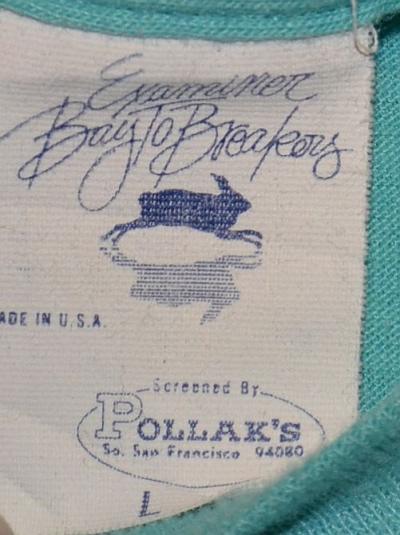 Examiner
Bay To Breakers
ADE IN U.S.A.
Screened By
POLLAK'S
So. San Francisco 94080
L